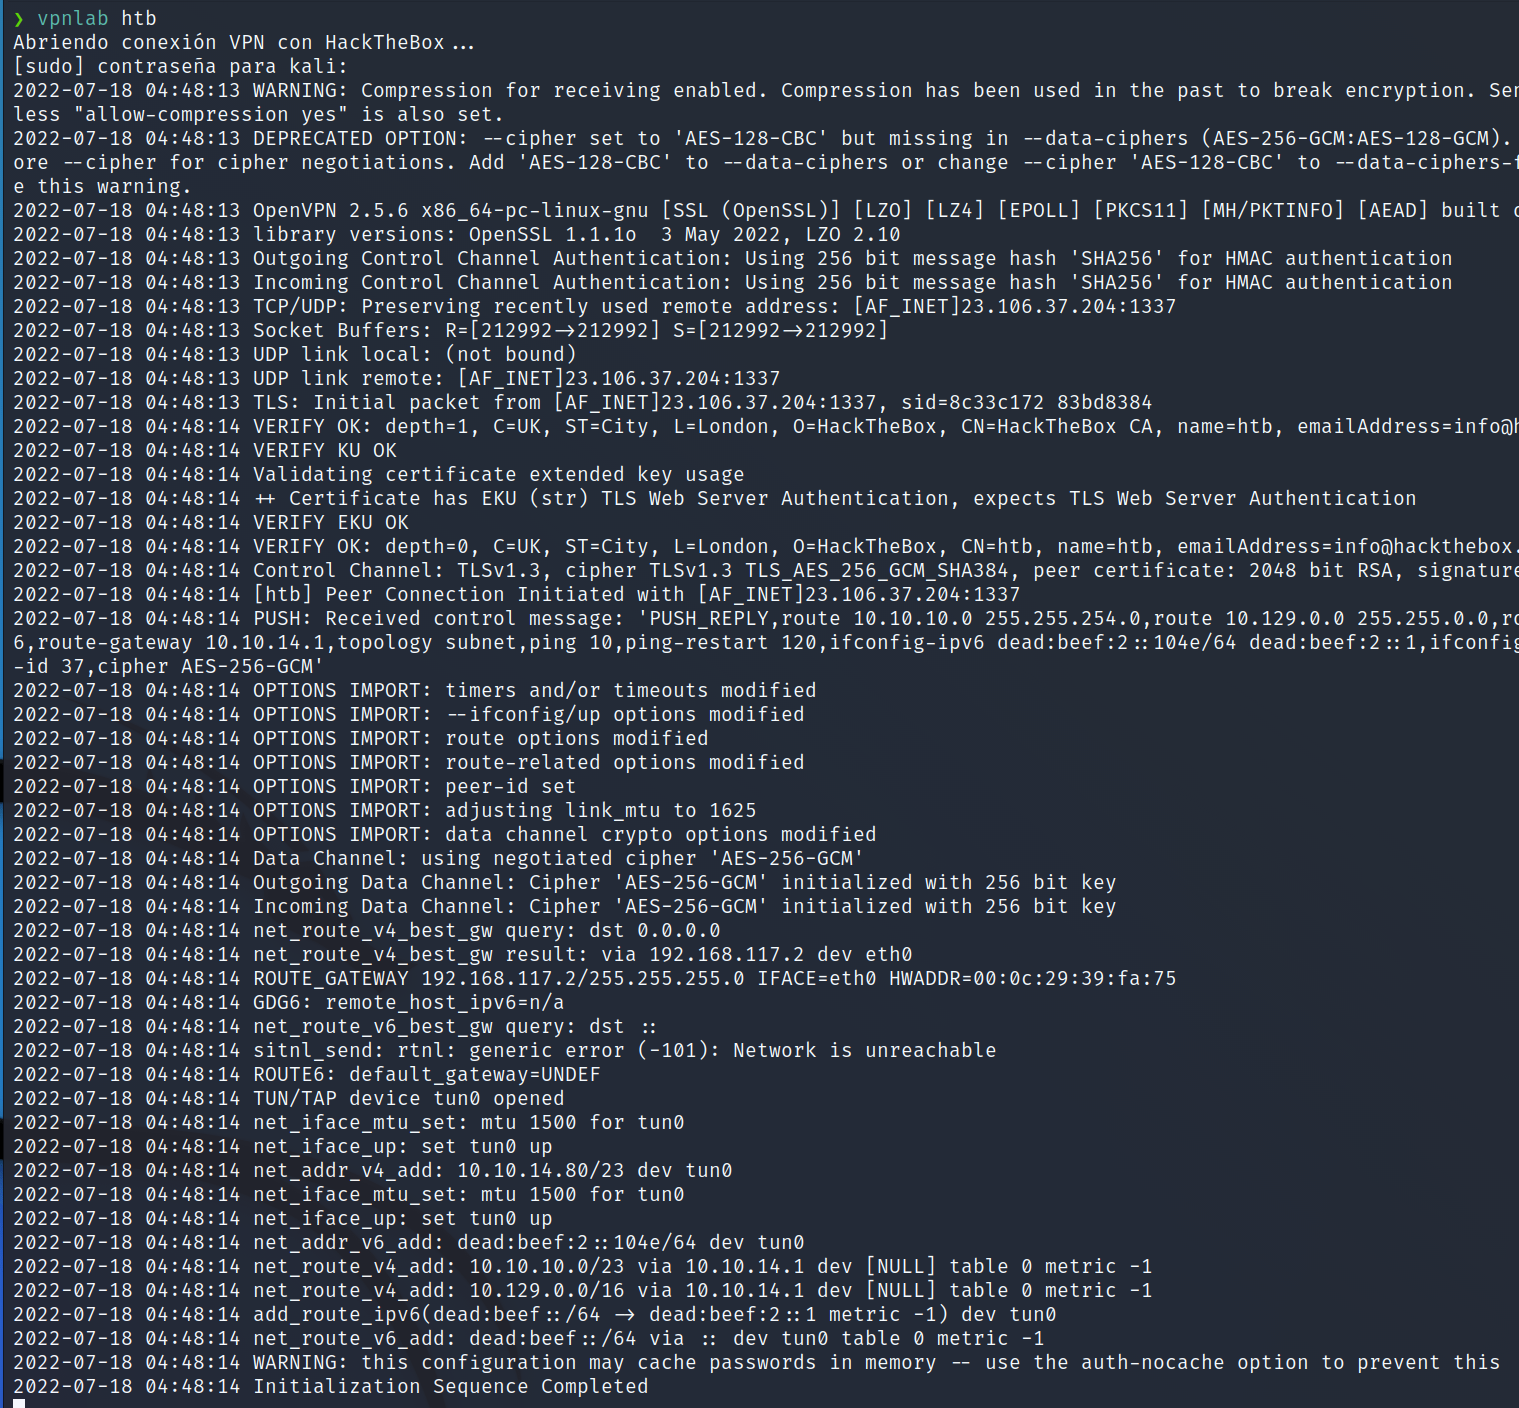 ❯ vpnlab htb
Abriendo conexión VPN con HackTheBox...
[sudo] contraseña para kali:
2022-07-18 04:48:13 WARNING: Compression for receiving enabled. Compression has been used in the past to break encryption.
less "allow-compression yes" is also set.
2022-07-18 04:48:13 DEPRECATED OPTION: --cipher set to 'AES-128-CBC' but missing in --data-ciphers (AES-256-GCM:AES-128-GCM).
ore --cipher for cipher negotiations. Add 'AES-128-CBC' to --data-ciphers or change --cipher 'AES-128-CBC' to
e this warning.
2022-07-18 04:48:13 OpenVPN 2.5.6 x86_64-pc-linux-gnu [SSL (OpenSSL)] [LZO] [LZ4] [EPOLL] [PKCS11] [MH/PKTINFO] [AEAD] built
2022-07-18 04:48:13 library versions: OpenSSL 1.1.1o  3 May 2022, LZO 2.10
2022-07-18 04:48:13 Outgoing Control Channel Authentication: Using 256 bit message hash 'SHA256' for HMAC authentication
2022-07-18 04:48:13 Incoming Control Channel Authentication: Using 256 bit message hash 'SHA256' for HMAC authentication
2022-07-18 04:48:13 TCP/UDP: Preserving recently used remote address: [AF_INET]23.106.37.204:1337
2022-07-18 04:48:13 Socket Buffers: R=[212992->212992] S=[212992->212992]
2022-07-18 04:48:13 UDP link local: (not bound)
2022-07-18 04:48:13 UDP link remote: [AF_INET]23.106.37.204:1337
2022-07-18 04:48:13 TLS: Initial packet from [AF_INET]23.106.37.204:1337, sid=8c33c172 83bd8384
2022-07-18 04:48:14 VERIFY OK: depth=1, C=UK, ST=City, L=London, O=HackTheBox, CN=HackTheBox CA, name=htb, emailAddress=info@
2022-07-18 04:48:14 VERIFY KU OK
2022-07-18 04:48:14 Validating certificate extended key usage
2022-07-18 04:48:14 ++ Certificate has EKU (str) TLS Web Server Authentication, expects TLS Web Server Authentication
2022-07-18 04:48:14 VERIFY EKU OK
2022-07-18 04:48:14 VERIFY OK: depth=0, C=UK, ST=City, L=London, O=HackTheBox, CN=htb, name=htb, emailAddress=info@hackthebox.
2022-07-18 04:48:14 Control Channel: TLSv1.3, cipher TLSv1.3 TLS_AES_256_GCM_SHA384, peer certificate: 2048 bit RSA, signature
2022-07-18 04:48:14 [htb] Peer Connection Initiated with [AF_INET]23.106.37.204:1337
2022-07-18 04:48:14 PUSH: Received control message: 'PUSH_REPLY,route 10.10.10.0 255.255.254.0,route 10.129.0.0 255.255.0.0,
6,route-gateway 10.10.14.1,topology subnet,ping 10,ping-restart 120,ifconfig-ipv6 dead:beef:2::104e/64 dead:beef:2::1,ifconfig
-id 37,cipher AES-256-GCM'
2022-07-18 04:48:14 OPTIONS IMPORT: timers and/or timeouts modified
2022-07-18 04:48:14 OPTIONS IMPORT: --ifconfig/up options modified
2022-07-18 04:48:14 OPTIONS IMPORT: route options modified
2022-07-18 04:48:14 OPTIONS IMPORT: route-related options modified
2022-07-18 04:48:14 OPTIONS IMPORT: peer-id set
2022-07-18 04:48:14 OPTIONS IMPORT: adjusting link_mtu to 1625
2022-07-18 04:48:14 OPTIONS IMPORT: data channel crypto options modified
2022-07-18 04:48:14 Data Channel: using negotiated cipher 'AES-256-GCM'
2022-07-18 04:48:14 Outgoing Data Channel: Cipher 'AES-256-GCM' initialized with 256 bit key
2022-07-18 04:48:14 Incoming Data Channel: Cipher 'AES-256-GCM' initialized with 256 bit key
2022-07-18 04:48:14 net_route_v4_best_gw query: dst 0.0.0.0
2022-07-18 04:48:14 net_route_v4_best_gw result: via 192.168.117.2 dev eth0
2022-07-18 04:48:14 ROUTE_GATEWAY 192.168.117.2/255.255.255.0 IFACE=eth0 HWADDR=00:0c:29:39:fa:75
2022-07-18 04:48:14 GDG6: remote_host_ipv6=n/a
2022-07-18 04:48:14 net_route_v6_best_gw query: dst ::
2022-07-18 04:48:14 sitnl_send: rtnl: generic error (-101): Network is unreachable
2022-07-18 04:48:14 ROUTE6: default_gateway=UNDEF
2022-07-18 04:48:14 TUN/TAP device tun0 opened
2022-07-18 04:48:14 net_iface_mtu_set: mtu 1500 for tun0
2022-07-18 04:48:14 net_iface_up: set tun0 up
2022-07-18 04:48:14 net_addr_v4_add: 10.10.14.80/23 dev tun0
2022-07-18 04:48:14 net_iface_mtu_set: mtu 1500 for tun0
2022-07-18 04:48:14 net_iface_up: set tun0 up
2022-07-18 04:48:14 net_addr_v6_add: dead:beef:2::104e/64 dev tun0
2022-07-18 04:48:14 net_route_v4_add: 10.10.10.0/23 via 10.10.14.1 dev [NULL] table 0 metric -1
2022-07-18 04:48:14 net_route_v4_add: 10.129.0.0/16 via 10.10.14.1 dev [NULL] table 0 metric -1
2022-07-18 04:48:14 add_route_ipv6(dead:beef::/64 -> dead:beef:2::1 metric -1) dev tun0
2022-07-18 04:48:14 net_route_v6_add: dead:beef::/64 via :: dev tun0 table 0 metric -1
2022-07-18 04:48:14 WARNING: this configuration may cache passwords in memory -- use the auth-nocache option to prevent this
2022-07-18 04:48:14 Initialization Sequence Completed